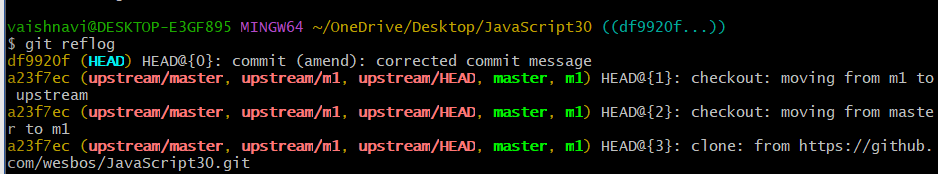 vaishnavi@DESKTOP-E3GF895 MINGW64 ~/OneDrive/Desktop/JavaScript30 ((df9920f...))
$ git reflog
df9920f (HEAD) HEAD@{0}: commit (amend): corrected commit message
a23f7ec (upstream/master, upstream/m1, upstream/HEAD, master, m1) HEAD@{1}: checkout: moving from m1 to
 upstream
a23f7ec (upstream/master, upstream/m1, upstream/HEAD, master, m1) HEAD@{2}: checkout: moving from maste
r to m1
a23f7ec (upstream/master, upstream/m1, upstream/HEAD, master, m1) HEAD@{3}: clone: from https://github.
com/wesbos/JavaScript30.git